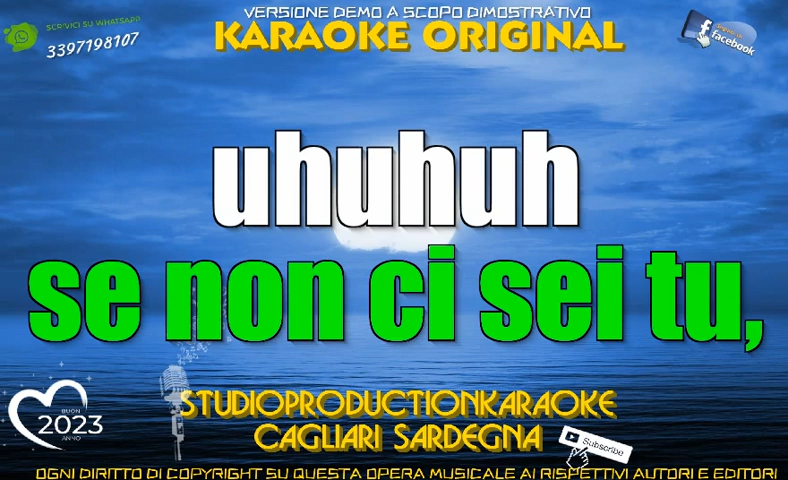 VERSIONE DEMO A SCOPO DIMOSTRATIVO
SCRIVICI SU WHATSAPP
3397198107
KARAOKE ORIGINAL
facebook
uhuhuh
se non ci sei tu,
BUON
2023
ANNO
STUDIOPRODUCTIONKARAOKE
CAGLIARI SARDEGNA
Subscribe
OGNI DIRITTO DI COPYRIGHT SU QUESTA OPERA MUSICALE AI RISPETTIVI AUTORI E EDITORI